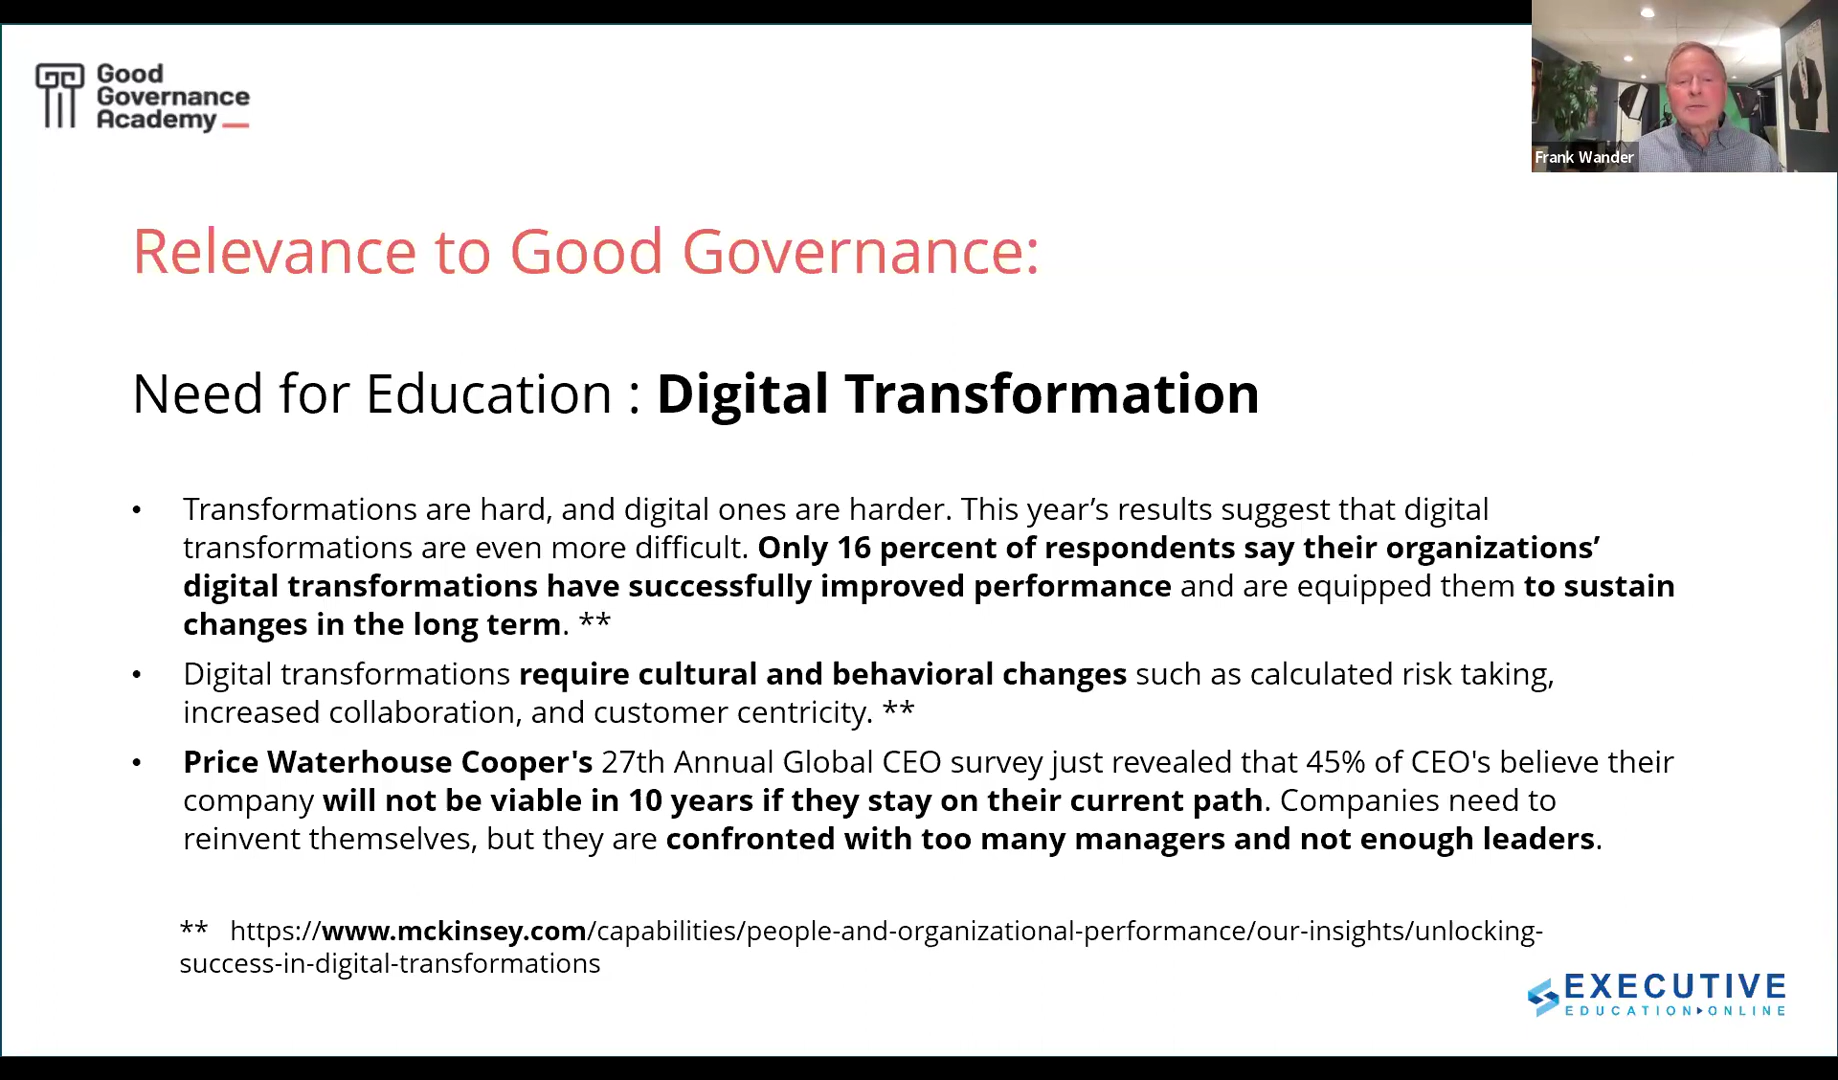 Good
Governance
Academy
Frank Wander
Relevance to Good Governance:
Need for Education : Digital Transformation
• Transformations are hard, and digital ones are harder. This year’s results suggest that digital
transformations are even more difficult. Only 16 percent of respondents say their organizations’
digital transformations have successfully improved performance and are equipped them to sustain
changes in the long term. **
• Digital transformations require cultural and behavioral changes such as calculated risk taking,
increased collaboration, and customer centricity. **
• Price Waterhouse Cooper's 27th Annual Global CEO survey just revealed that 45% of CEO's believe their
company will not be viable in 10 years if they stay on their current path. Companies need to
reinvent themselves, but they are confronted with too many managers and not enough leaders.
** https://www.mckinsey.com/capabilities/people-and-organizational-performance/our-insights/unlocking-
success-in-digital-transformations
EXECUTIVE
EDUCATION ONLINE